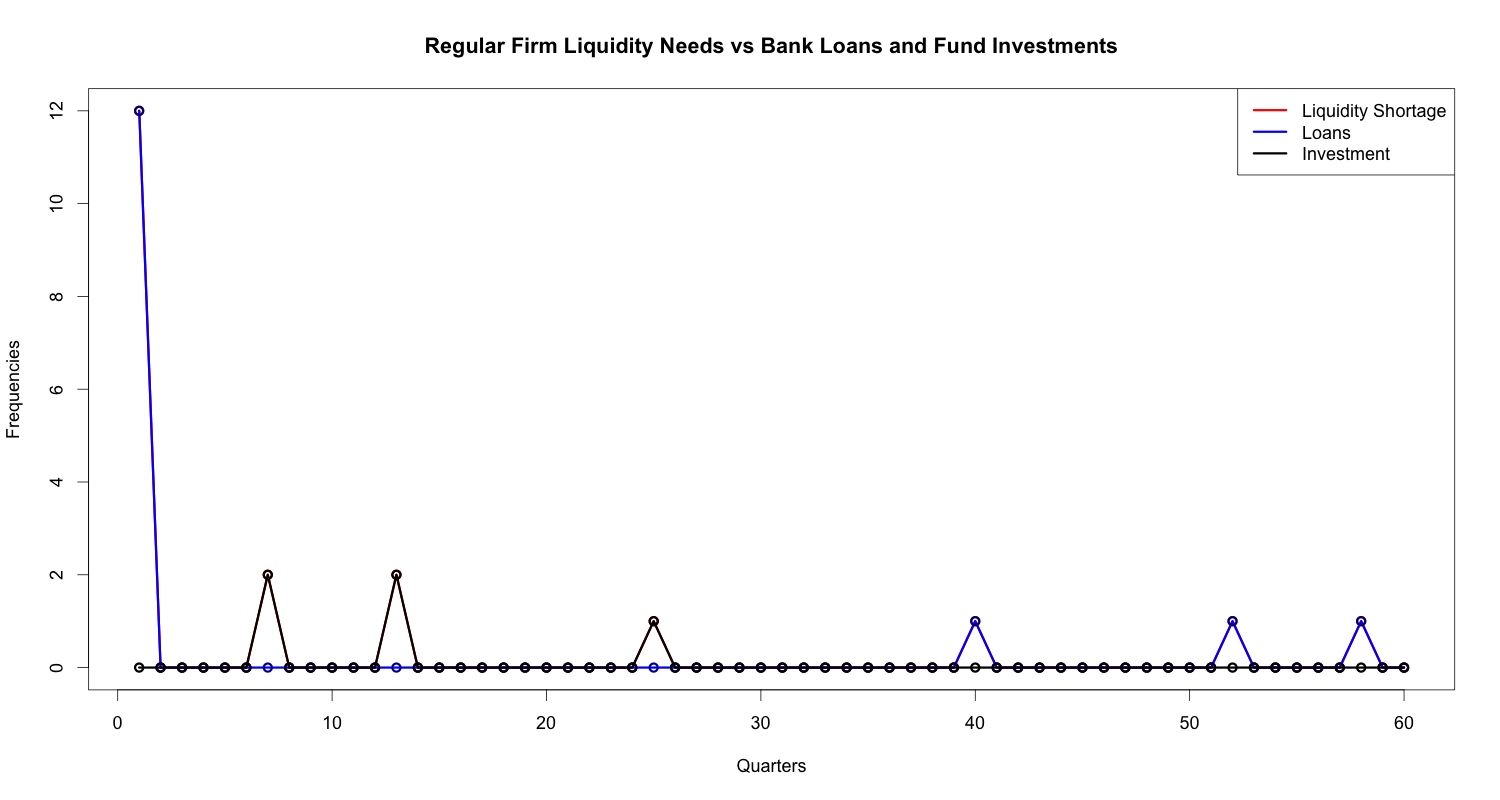 Regular Firm Liquidity Needs vs Bank Loans and Fund Investments
Liquidity Shortage
Loans
Investment
Frequencies
12
10
8
6
4
2
0
0 10 20 30 40 50 60
Quarters